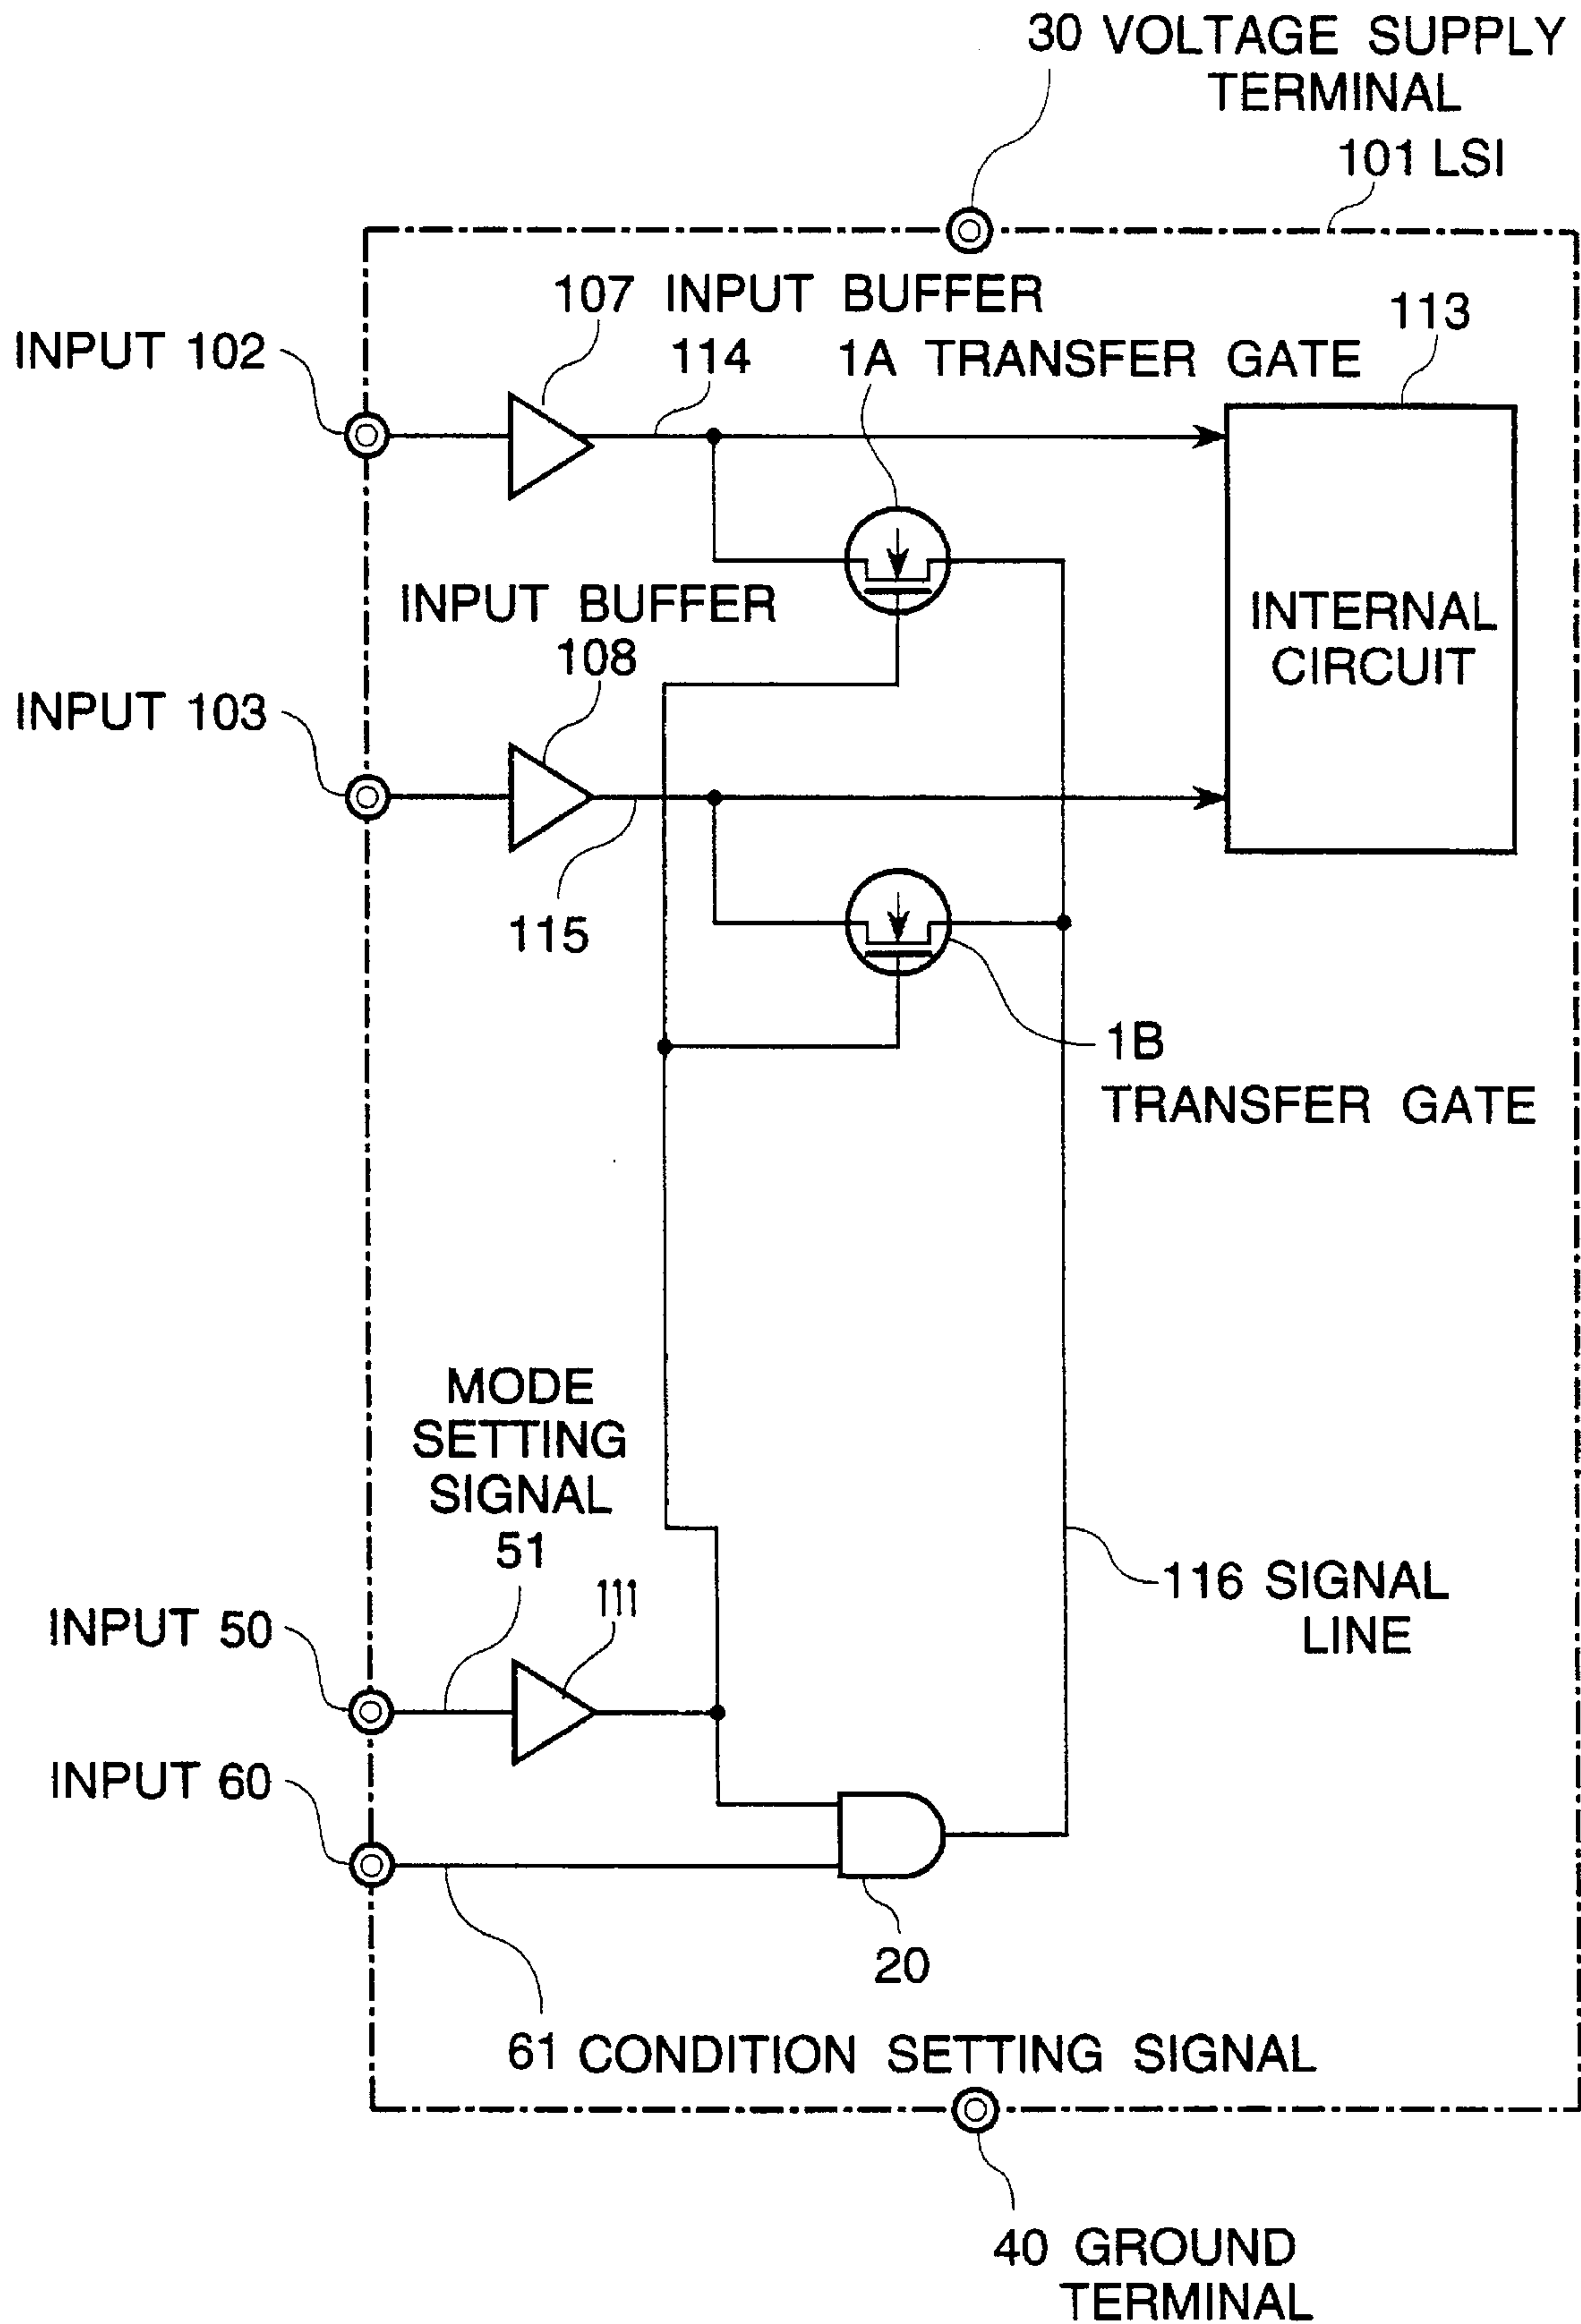 30 VOLTAGE SUPPLY
TERMINAL
101 LSI
107 INPUT BUFFER
113
INPUT 102
114
1A TRANSFER GATE
INPUT BUFFER
108
INTERNAL
CIRCUIT
INPUT 103
115
1B
TRANSFER GATE
MODE
SETTING
SIGNAL
51
111
116 SIGNAL
LINE
INPUT 50
INPUT 60
20
61 CONDITION SETTING SIGNAL
40 GROUND
TERMINAL